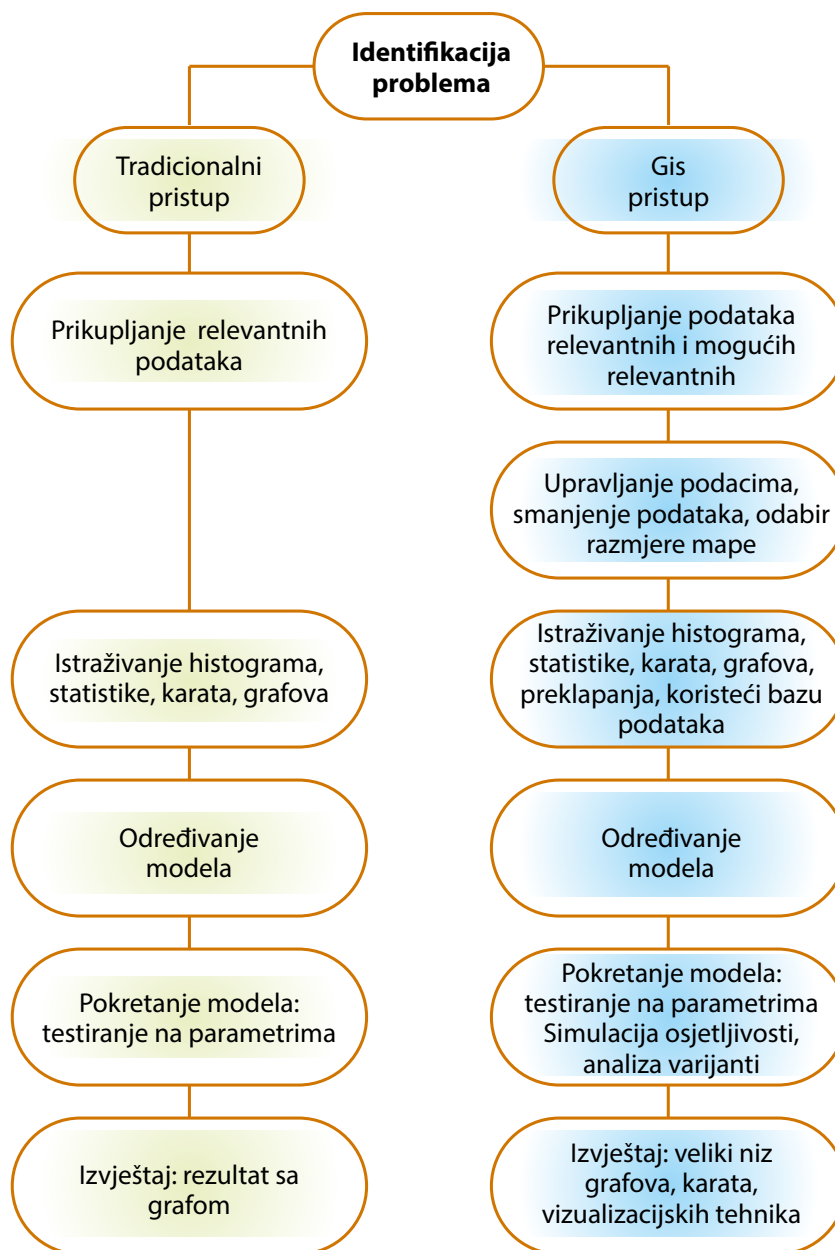 Identifikacija
problema
Tradicionalni
pristup
Prikupljanje relevantnih
podataka
Istraživanje histograma,
statistike, karata, grafova
Određivanje
modela
Pokretanje modela:
testiranje na parametrima
Izvještaj: rezultat sa
grafom
Gis
pristup
Prikupljanje podataka
relevantnih i mogućih
relevantnih
Upravljanje podacima,
smanjenje podataka, odabir
razmjere mape
Istraživanje histograma,
statistike, karata, grafova,
preklapanja, koristeći bazu
podataka
Određivanje
modela
Pokretanje modela:
testiranje na parametrima
Simulacija osjetljivosti,
analiza varijanti
Izvještaj: veliki niz
grafova, karata,
vizualizacijskih tehnika